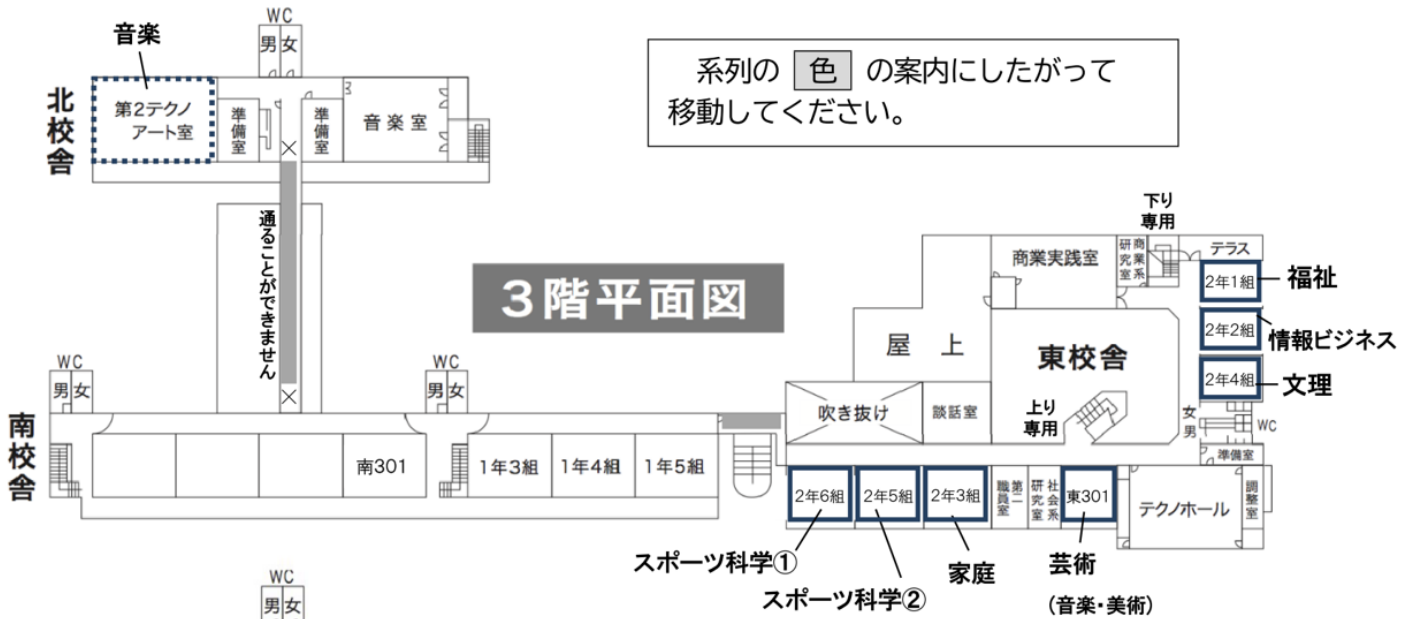 系列の 色 の案内にしたがって
移動してください。
WC
男 女
音楽
北校舎
第2テクノ
アート室
準備室
準備室
音楽室
通ることができません
3階平面図
下り
専用
商業実践室
商業系
研究室
テラス
2年1組
福祉
2年2組
情報ビジネス
2年4組
文理
屋上
東校舎
吹き抜け
談話室
上り
専用
女
男
WC
準備室
WC
男 女
WC
男 女
南校舎
南301
1年3組
1年4組
1年5組
2年6組
2年5組
2年3組
第二
職員室
社会系
研究室
東301
テクノホール
調整室
スポーツ科学①
スポーツ科学②
家庭
芸術
(音楽・美術)
WC
男 女